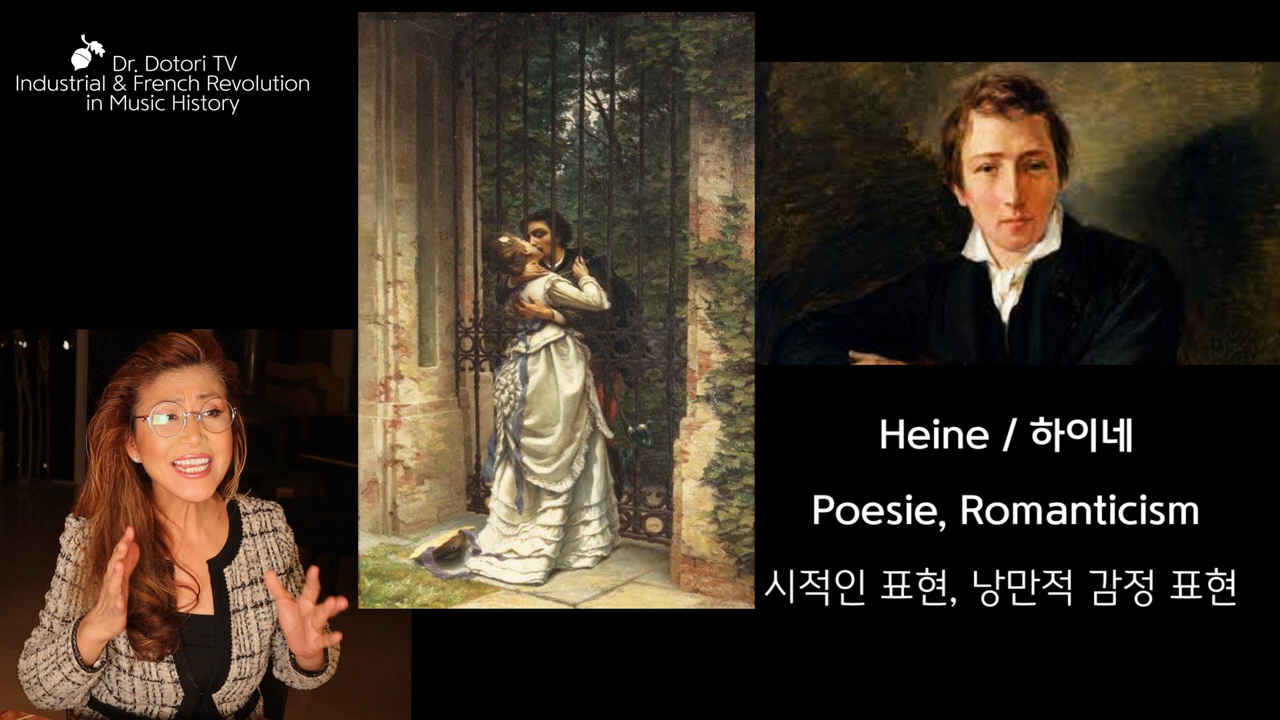 Dr. Dotori TV
Industrial & French Revolution
in Music History
Heine / 하이네
Poesie, Romanticism
시적인 표현, 낭만적 감정 표현